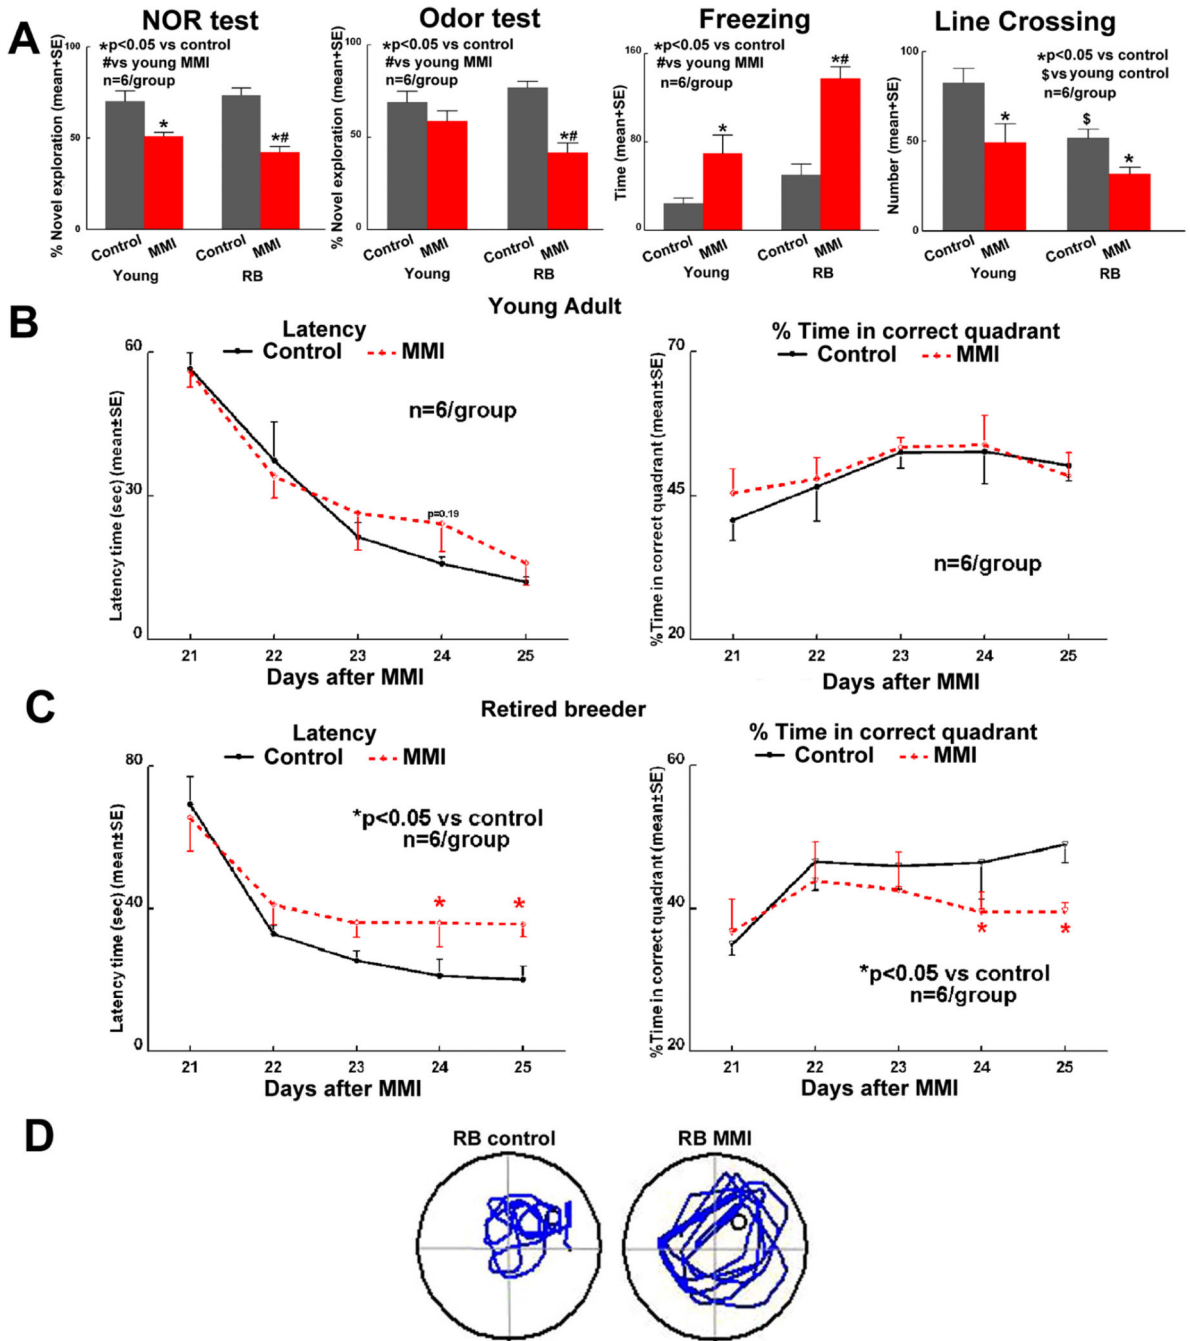 A
NOR test
*p<0.05 vs control
#vs young MMI
n=6/group
% Novel exploration (mean+SE)
100
50
0
*
*#
Control
MMI
Control
MMI
Young
RB
Odor test
*p<0.05 vs control
#vs young MMI
n=6/group
% Novel exploration (mean+SE)
100
50
0
*#
Control
MMI
Control
MMI
Young
RB
Freezing
*p<0.05 vs control
#vs young MMI
n=6/group
Time (mean+SE)
160
80
0
*
*#
Control
MMI
Control
MMI
Young
RB
Line Crossing
*p<0.05 vs control
$vs young control
n=6/group
Number (mean+SE)
100
50
0
*
$
*
Control
MMI
Control
MMI
Young
RB
B
Young Adult
Latency
Control
MMI
n=6/group
Latency time (sec) (mean±SE)
60
30
0
p=0.19
21 22 23 24 25
Days after MMI
% Time in correct quadrant
Control
MMI
%Time in correct quadrant (mean±SE)
70
45
20
n=6/group
21 22 23 24 25
Days after MMI
C
Retired breeder
Latency
Control
MMI
*p<0.05 vs control
n=6/group
Latency time (sec) (mean±SE)
80
40
0
* *
21 22 23 24 25
Days after MMI
% Time in correct quadrant
Control
MMI
%Time in correct quadrant (mean±SE)
60
40
20
* *
*p<0.05 vs control
n=6/group
21 22 23 24 25
Days after MMI
D
RB control
RB MMI